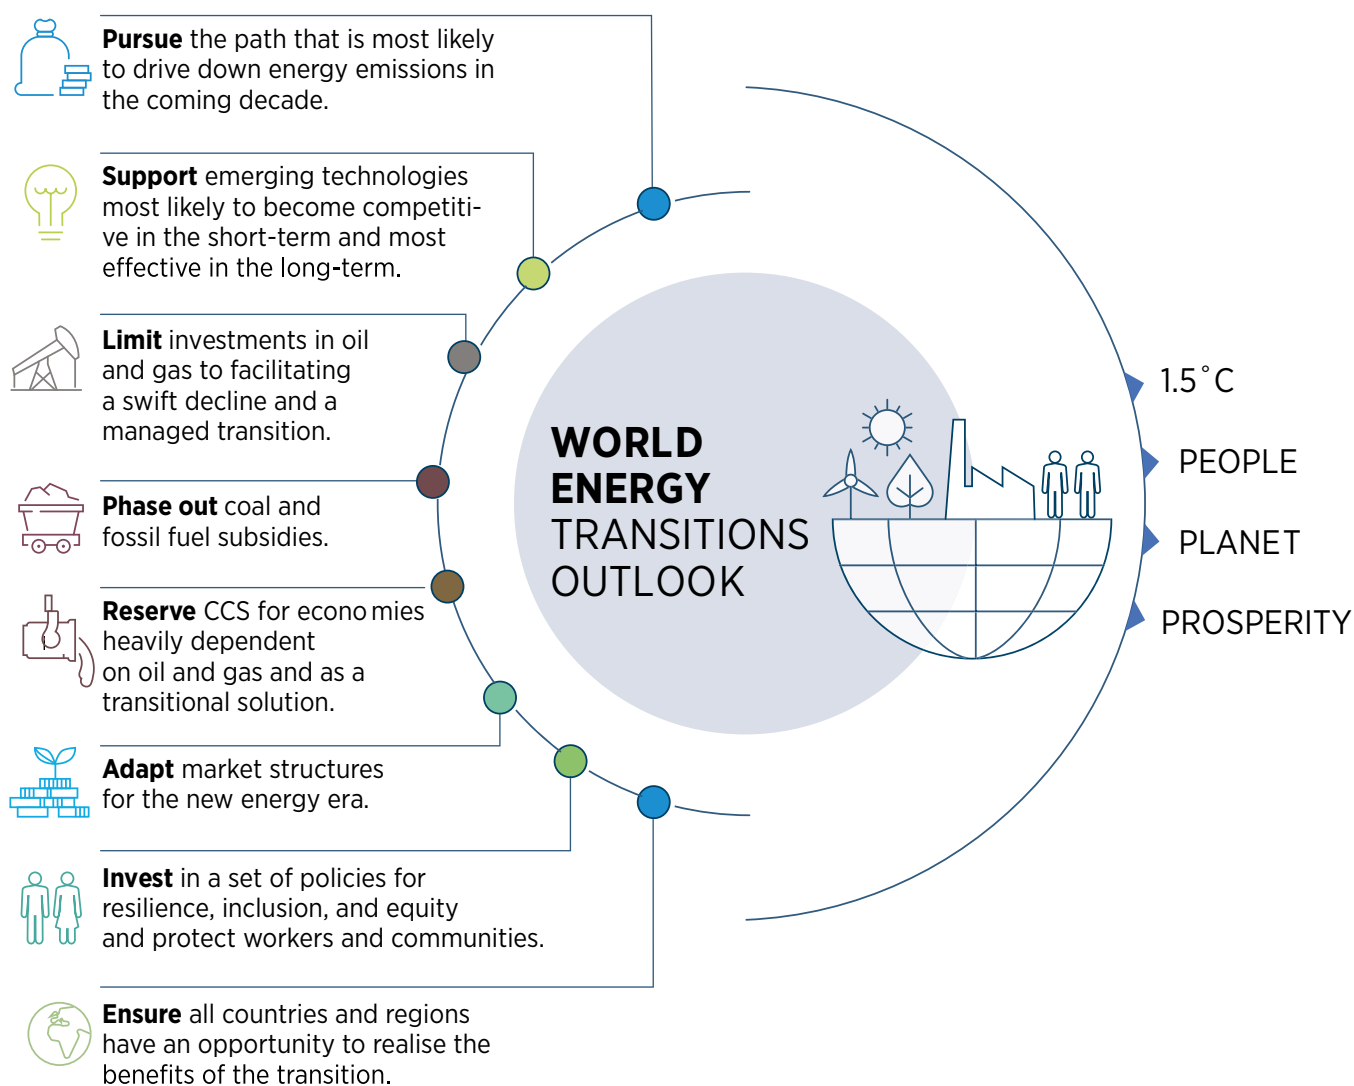 Pursue the path that is most likely
to drive down energy emissions in
the coming decade.
Support emerging technologies
most likely to become competiti-
ve in the short-term and most
effective in the long-term.
Limit investments in oil
and gas to facilitating
a swift decline and a
managed transition.
Phase out coal and
fossil fuel subsidies.
Reserve CCS for econo mies
heavily dependent
on oil and gas and as a
transitional solution.
Adapt market structures
for the new energy era.
Invest in a set of policies for
resilience, inclusion, and equity
and protect workers and communities.
Ensure all countries and regions
have an opportunity to realise the
benefits of the transition.
WORLD
ENERGY
TRANSITIONS
OUTLOOK
1.5˚C
PEOPLE
PLANET
PROSPERITY